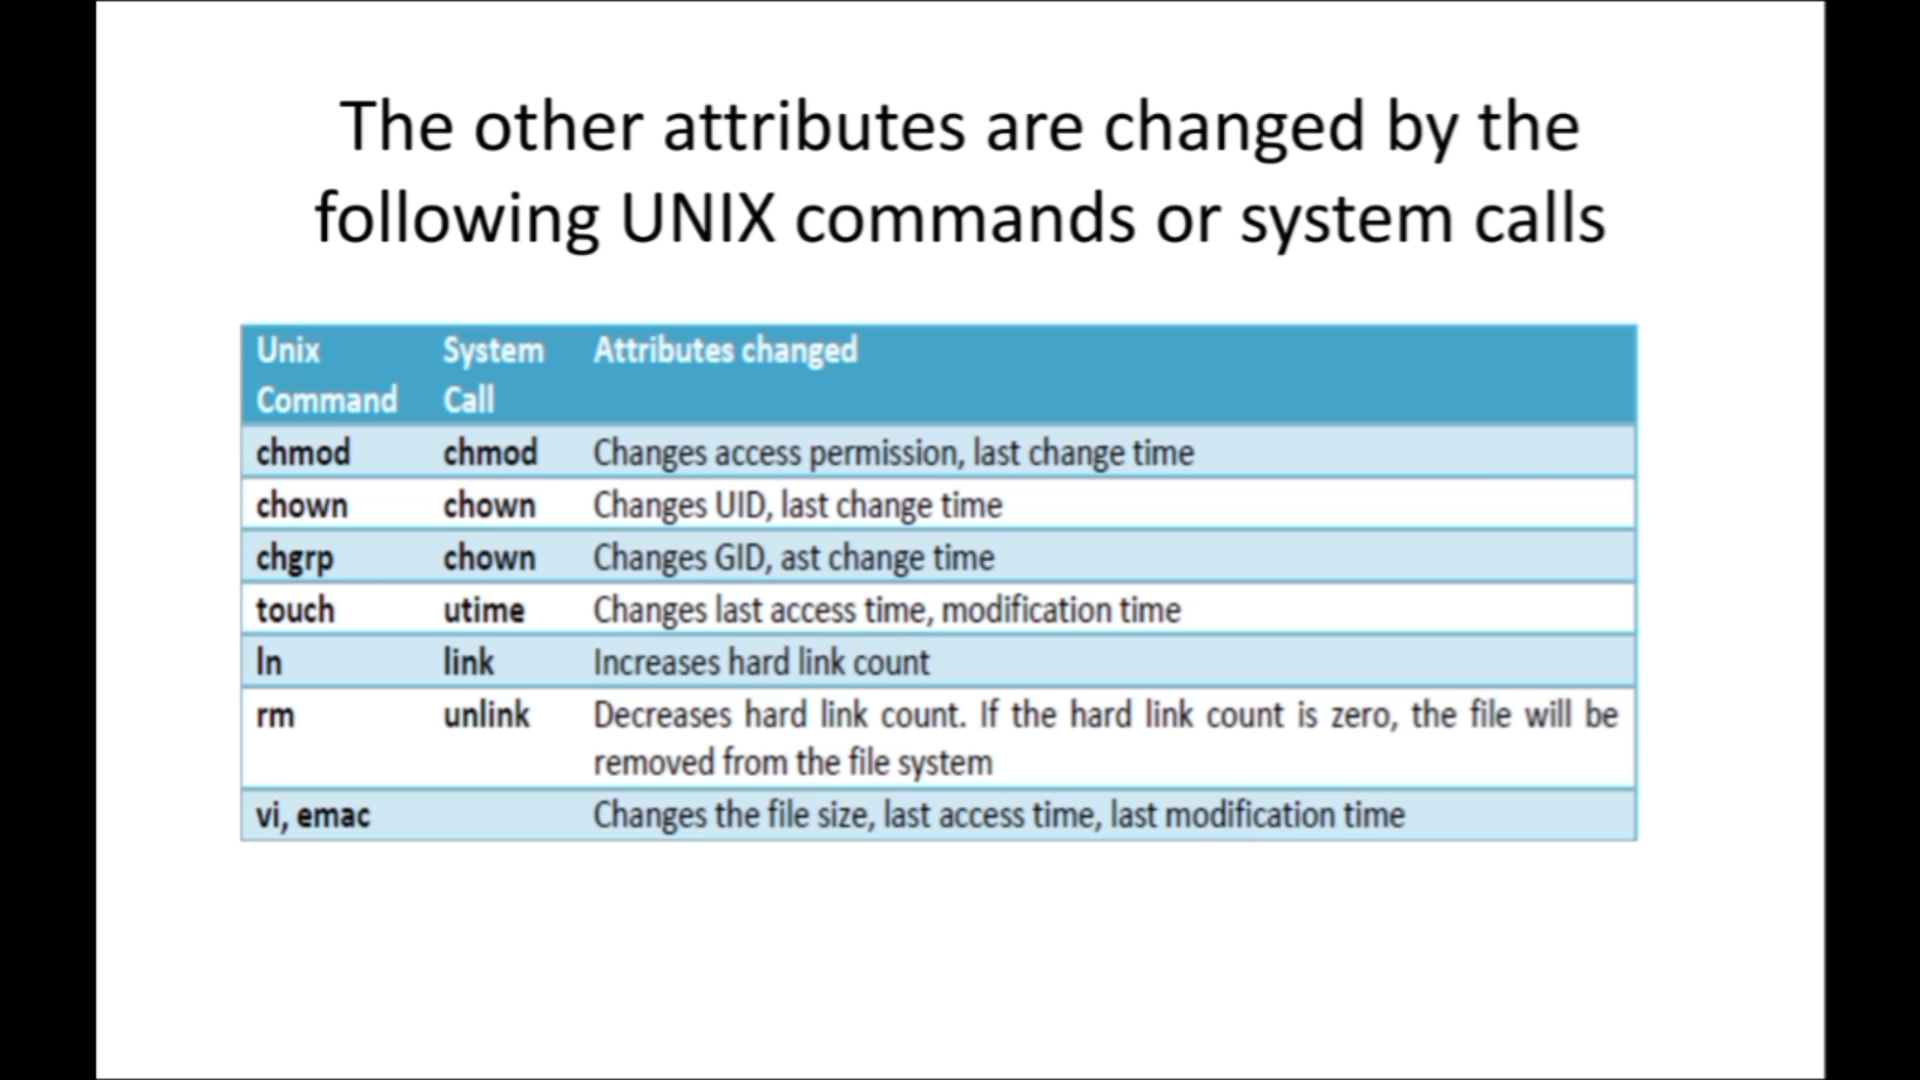 The other attributes are changed by the
following UNIX commands or system calls
Unix Command System Call Attributes changed
chmod chmod Changes access permission, last change time
chown chown Changes UID, last change time
chgrp chown Changes GID, ast change time
touch utime Changes last access time, modification time
ln link Increases hard link count
rm unlink Decreases hard link count. If the hard link count is zero, the file will be
removed from the file system
vi, emac Changes the file size, last access time, last modification time